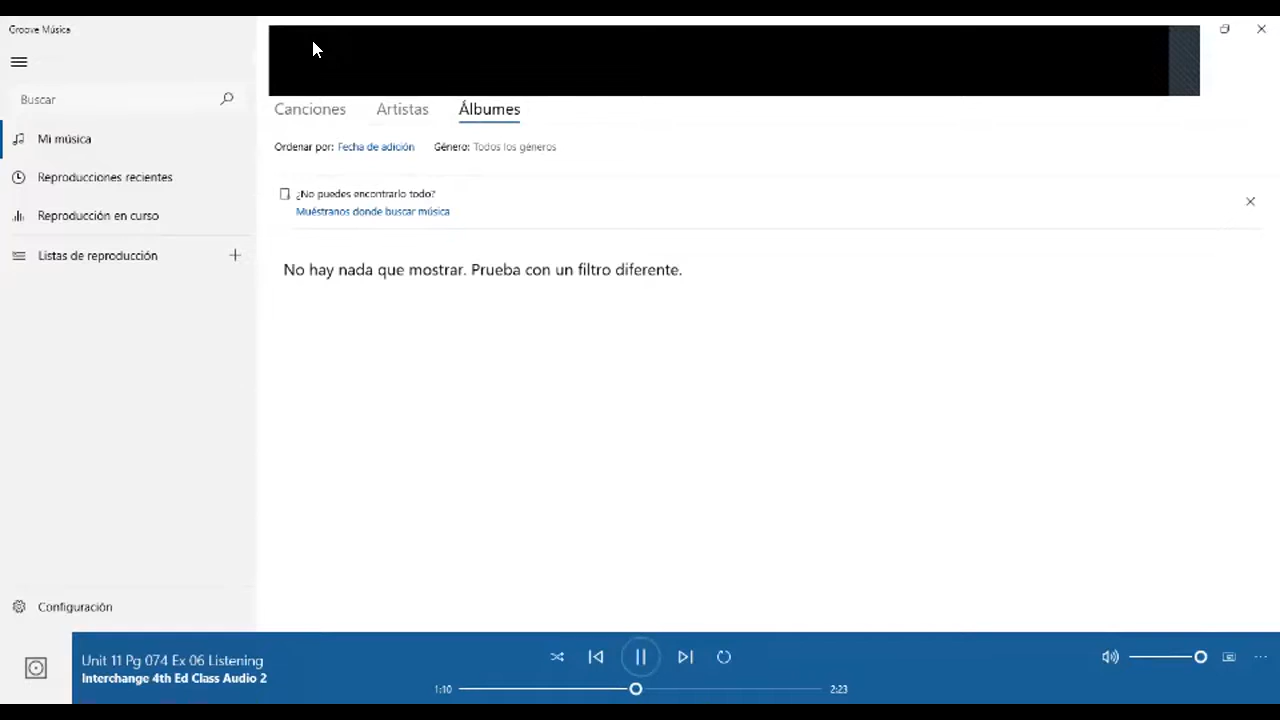 Groove Música
Buscar
Mi música
Reproducciones recientes
Reproducción en curso
Listas de reproducción
Configuración
Canciones Artistas Álbumes
Ordenar por: Fecha de adición Género: Todos los géneros
¿No puedes encontrarlo todo?
Muéstranos donde buscar música
No hay nada que mostrar. Prueba con un filtro diferente.
Unit 11 Pg 074 Ex 06 Listening
Interchange 4th Ed Class Audio 2
1:10 2:23